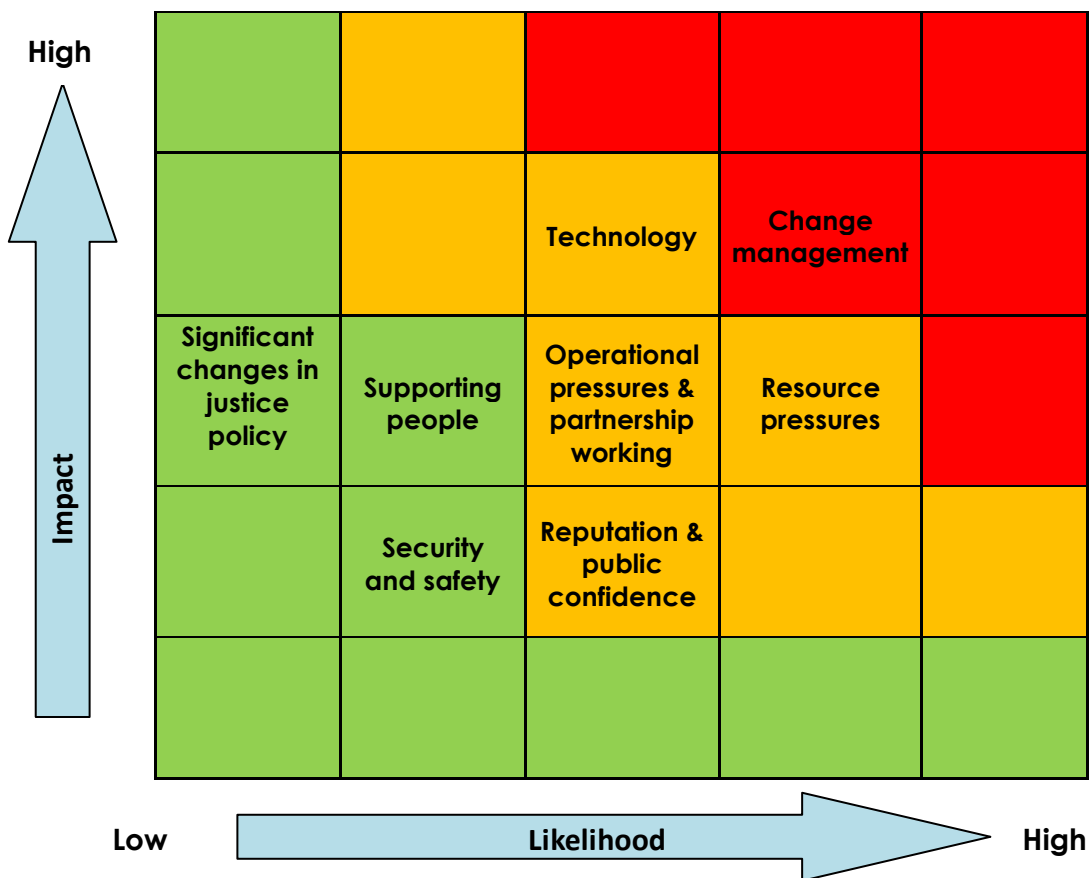 High
Technology
Change
management
Significant
changes in
justice
policy
Supporting
people
Operational
pressures &
partnership
working
Resource
pressures
Impact
Security
and safety
Reputation &
public
confidence
Low
Likelihood
High